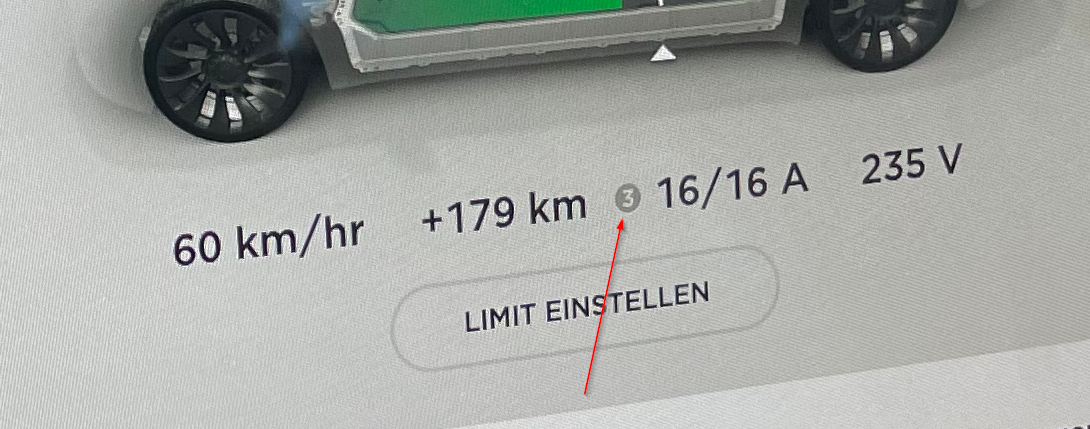 60 km/hr +179 km 3 16/16 A 235 V
LIMIT EINSTELLEN